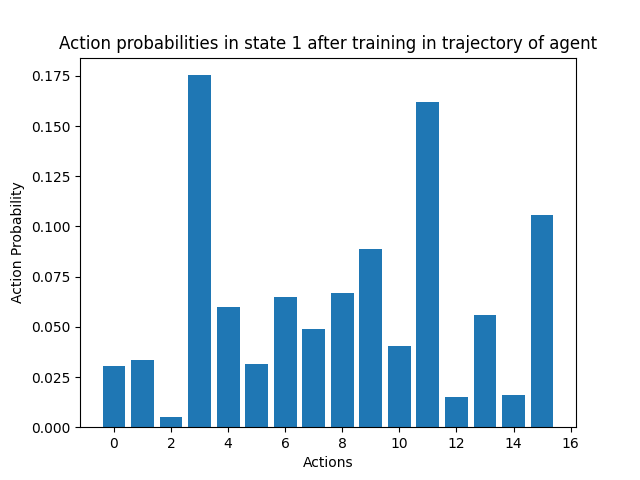 Action probabilities in state 1 after training in trajectory of agent
0.175
0.150
0.125
0.100
0.075
0.050
0.025
0.000
Action Probability
0 2 4 6 8 10 12 14 16
Actions